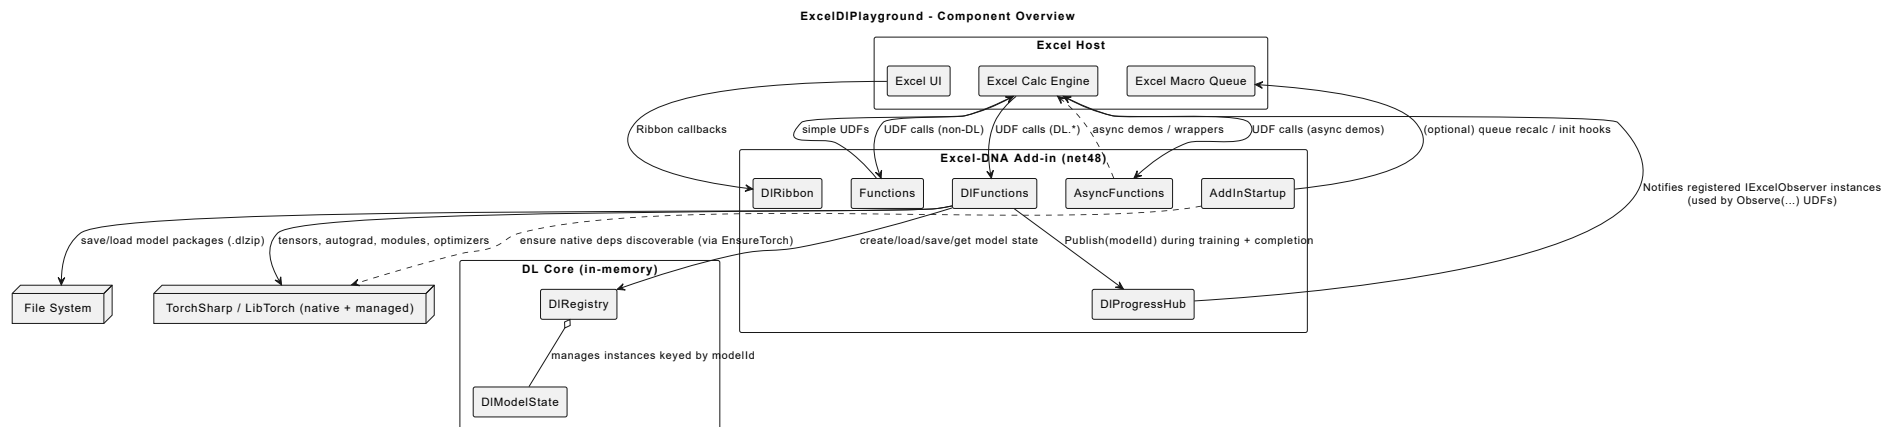 ExcelDlPlayground - Component Overview
Excel Host
Excel UI
Excel Calc Engine
Excel Macro Queue
Ribbon callbacks
simple UDFs
UDF calls (non-DL)
UDF calls (DL.*)
async demos / wrappers
UDF calls (async demos)
(optional) queue recalc / init hooks
Excel-DNA Add-in (net48)
DlRibbon
Functions
DlFunctions
AsyncFunctions
AddInStartup
Notifies registered IExcelObserver instances
(used by Observe(...) UDFs)
save/load model packages (.dlzip)
tensors, autograd, modules, optimizers
ensure native deps discoverable (via EnsureTorch)
create/load/save/get model state
Publish(modelId) during training + completion
DL Core (in-memory)
File System
TorchSharp / LibTorch (native + managed)
DlRegistry
DlProgressHub
manages instances keyed by modelId
DlModelState